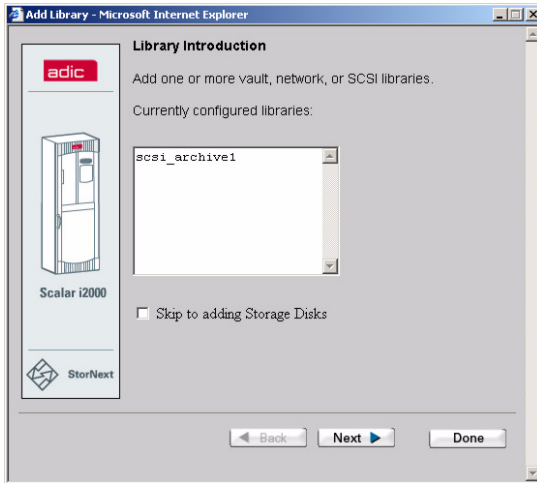 Add Library - Microsoft Internet Explorer
adic
Scalar i2000
StorNext
Library Introduction
Add one or more vault, network, or SCSI libraries.
Currently configured libraries:
scsi_archive1
Skip to adding Storage Disks
Back
Next
Done